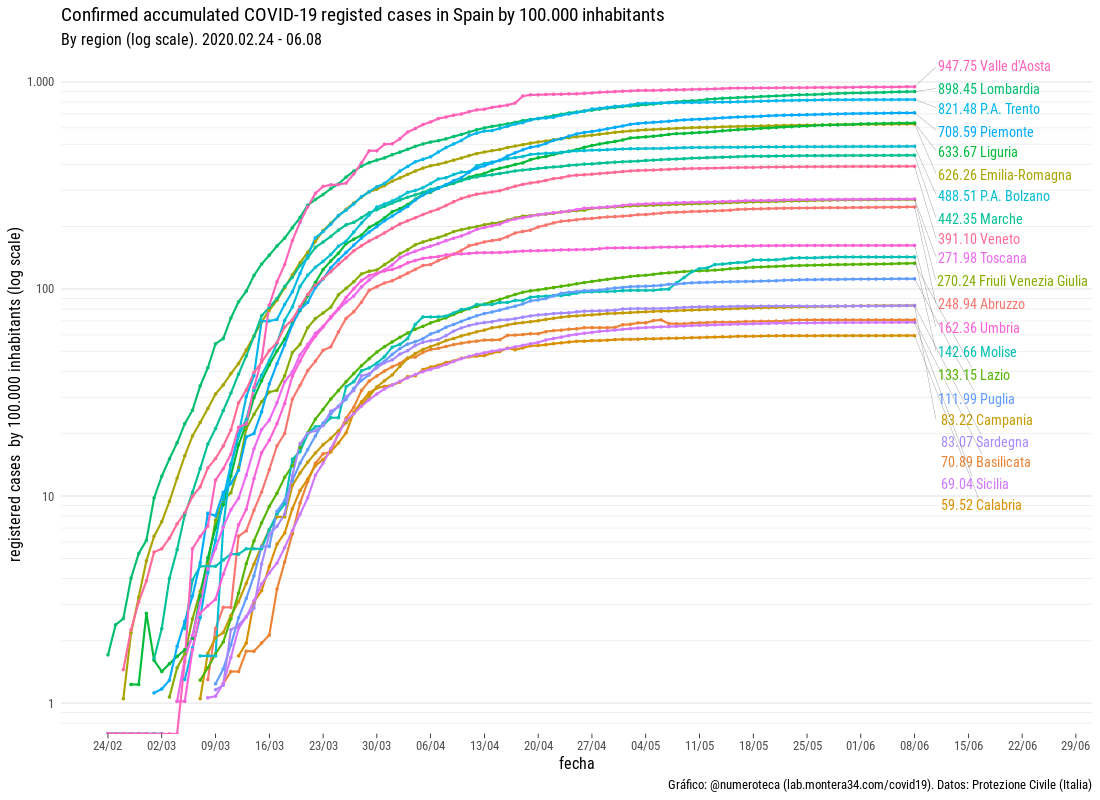 Confirmed accumulated COVID-19 registed cases in Spain by 100.000 inhabitants
By region (log scale). 2020.02.24 - 06.08
registered cases by 100.000 inhabitants (log scale)
1.000
100
10
1
947.75 Valle d'Aosta
898.45 Lombardia
821.48 P.A. Trento
708.59 Piemonte
633.67 Liguria
626.26 Emilia-Romagna
488.51 P.A. Bolzano
442.35 Marche
391.10 Veneto
271.98 Toscana
270.24 Friuli Venezia Giulia
248.94 Abruzzo
162.66 Umbria
142.66 Molise
133.15 Lazio
111.99 Puglia
83.22 Campania
83.07 Sardegna
70.89 Basilicata
69.04 Sicilia
59.52 Calabria
24/02 02/03 09/03 16/03 23/03 30/03 06/04 13/04 20/04 27/04 04/05 11/05 18/05 25/05 01/06 08/06 15/06 22/06 29/06
fecha
Gráfico: @numeroteca (lab.montera34.com/covid19). Datos: Protezione Civile (Italia)